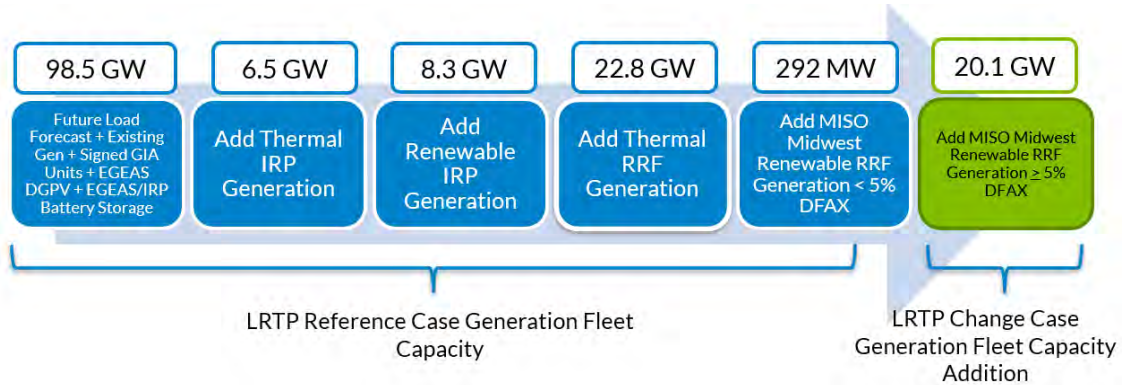 98.5 GW
6.5 GW
8.3 GW
22.8 GW
292 MW
20.1 GW
Future Load
Forecast + Existing
Gen + Signed GIA
Units + EGEAS
DGPV + EGEAS/IRP
Battery Storage
Add Thermal
IRP
Generation
Add
Renewable
IRP
Generation
Add Thermal
RRF
Generation
Add MISO
Midwest
Renewable RRF
Generation < 5%
DFAX
Add MISO Midwest
Renewable RRF
Generation ≥ 5%
DFAX
LRTP Reference Case Generation Fleet
Capacity
LRTP Change Case
Generation Fleet Capacity
Addition